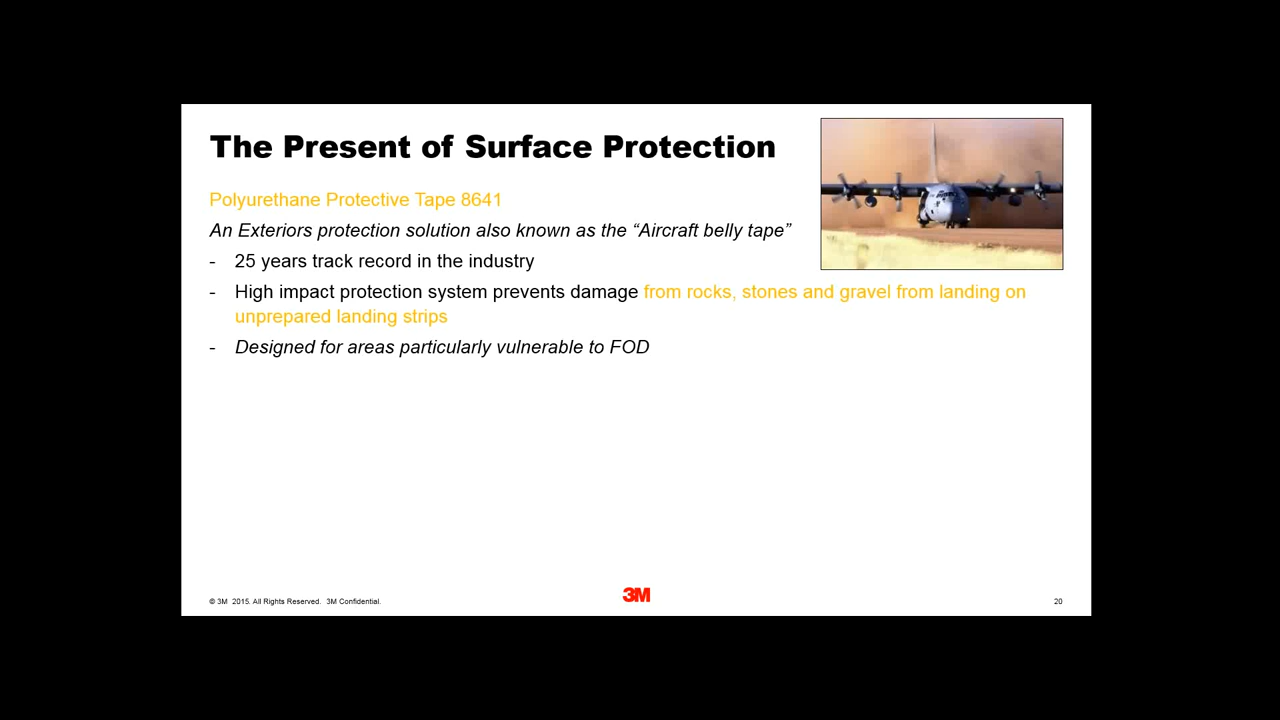 The Present of Surface Protection
Polyurethane Protective Tape 8641
An Exteriors protection solution also known as the “Aircraft belly tape”
- 25 years track record in the industry
- High impact protection system prevents damage from rocks, stones and gravel from landing on
unprepared landing strips
- Designed for areas particularly vulnerable to FOD
© 3M 2015. All Rights Reserved. 3M Confidential.
3M
20